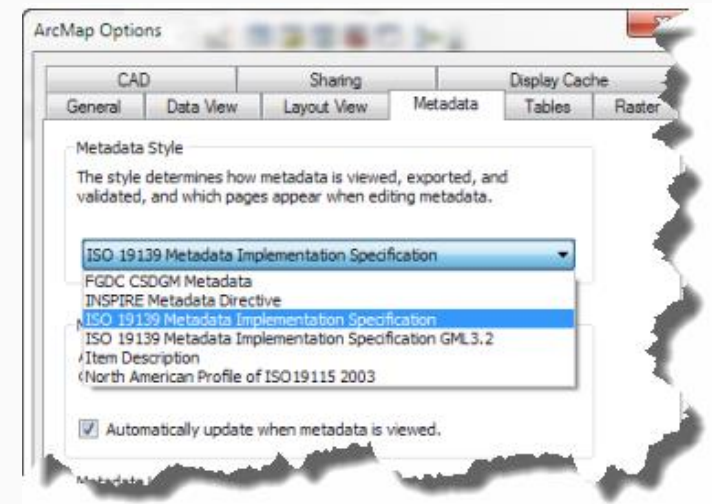 ArcMap Options
CAD Sharing Display Cache
General Data View Layout View Metadata Tables Raster
Metadata Style
The style determines how metadata is viewed, exported, and
validated, and which pages appear when editing metadata.
ISO 19139 Metadata Implementation Specification
FGDC CSDGM Metadata
INSPIRE Metadata Directive
ISO 19139 Metadata Implementation Specification
ISO 19139 Metadata Implementation Specification GML3.2
Item Description
North American Profile of ISO19115 2003
Automatically update when metadata is viewed.